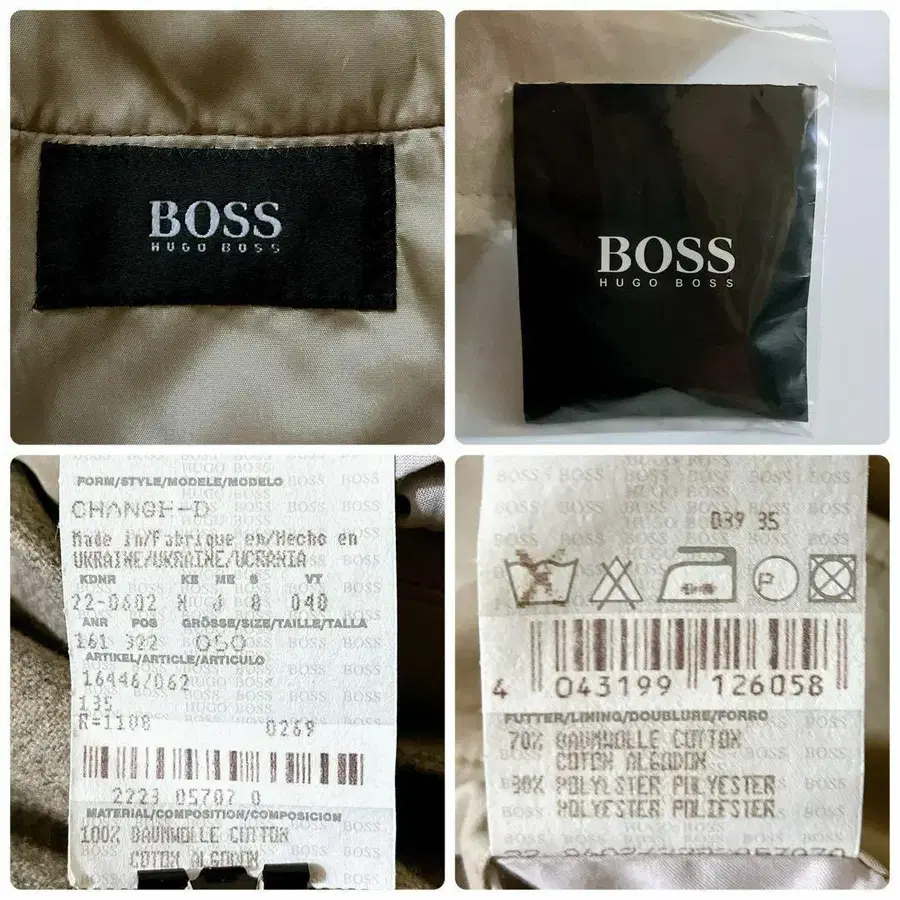 BOSS
HUGO BOSS
BOSS
HUGO BOSS
FORM/STYLE/MODELE/MODELO
CHANGE-D
Made in/Fabrique en/Hecho en
UKRAINE/UKRAINE/UCRANIA
KDNR KE ME S VT
22-0602 M J 8 040
ANR POS GRÖSSE/SIZE/TAILLE/TALLA
161 322 050
ARTIKEL/ARTICLE/ARTICULO
16446/062
135
R=1108 0269
2223 05707 0
MATERIAL/COMPOSITION/COMPOSICION
100% BAUMWOLLE COTTON
COTON ALGODON
039 35
P
4 043199 126058
FUTTER/LINING/DOUBLURE/FORRO
70% BAUMWOLLE COTTON
COTON ALGODON
30% POLYESTER POLYESTER
POLYESTER POLIESTER